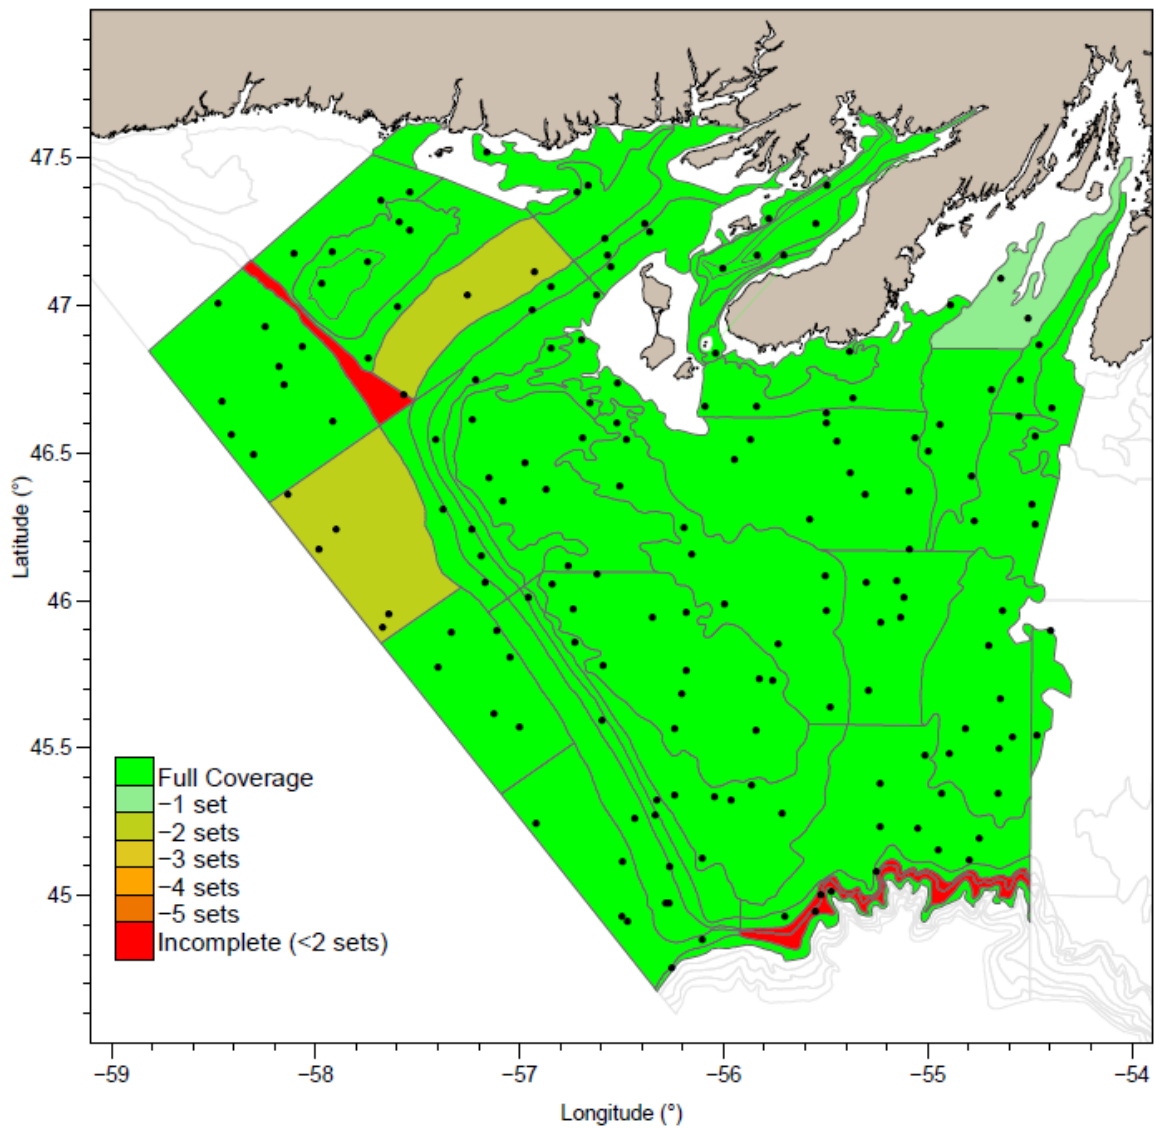 47.5
47
46.5
46
45.5
45
Latitude (°)
Full Coverage
−1 set
−2 sets
−3 sets
−4 sets
−5 sets
Incomplete (<2 sets)
−59
−58
−57
−56
−55
−54
Longitude (°)